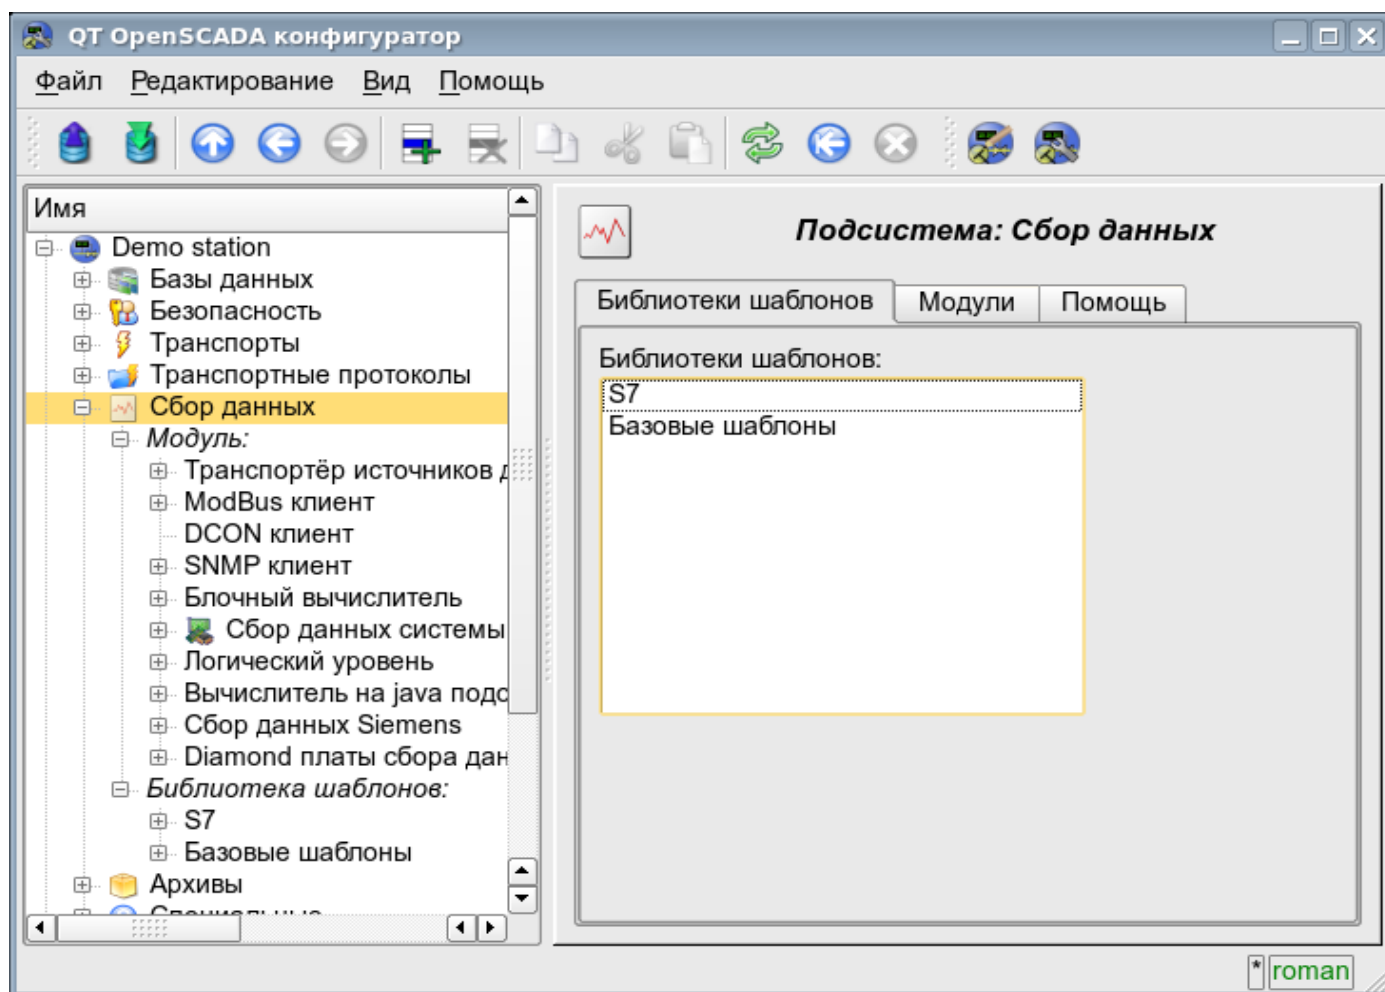 QT OpenSCADA конфигуратор
Файл Редактирование Вид Помощь
Имя
Demo station
Базы данных
Безопасность
Транспорты
Транспортные протоколы
Сбор данных
Модуль:
Транспортёр источников
ModBus клиент
DCON клиент
SNMP клиент
Блочный вычислитель
Сбор данных системы
Логический уровень
Вычислитель на java подс
Сбор данных Siemens
Diamond платы сбора дан
Библиотека шаблонов:
S7
Базовые шаблоны
Архивы
Подсистема: Сбор данных
Библиотеки шаблонов Модули Помощь
Библиотеки шаблонов:
S7
Базовые шаблоны
* roman